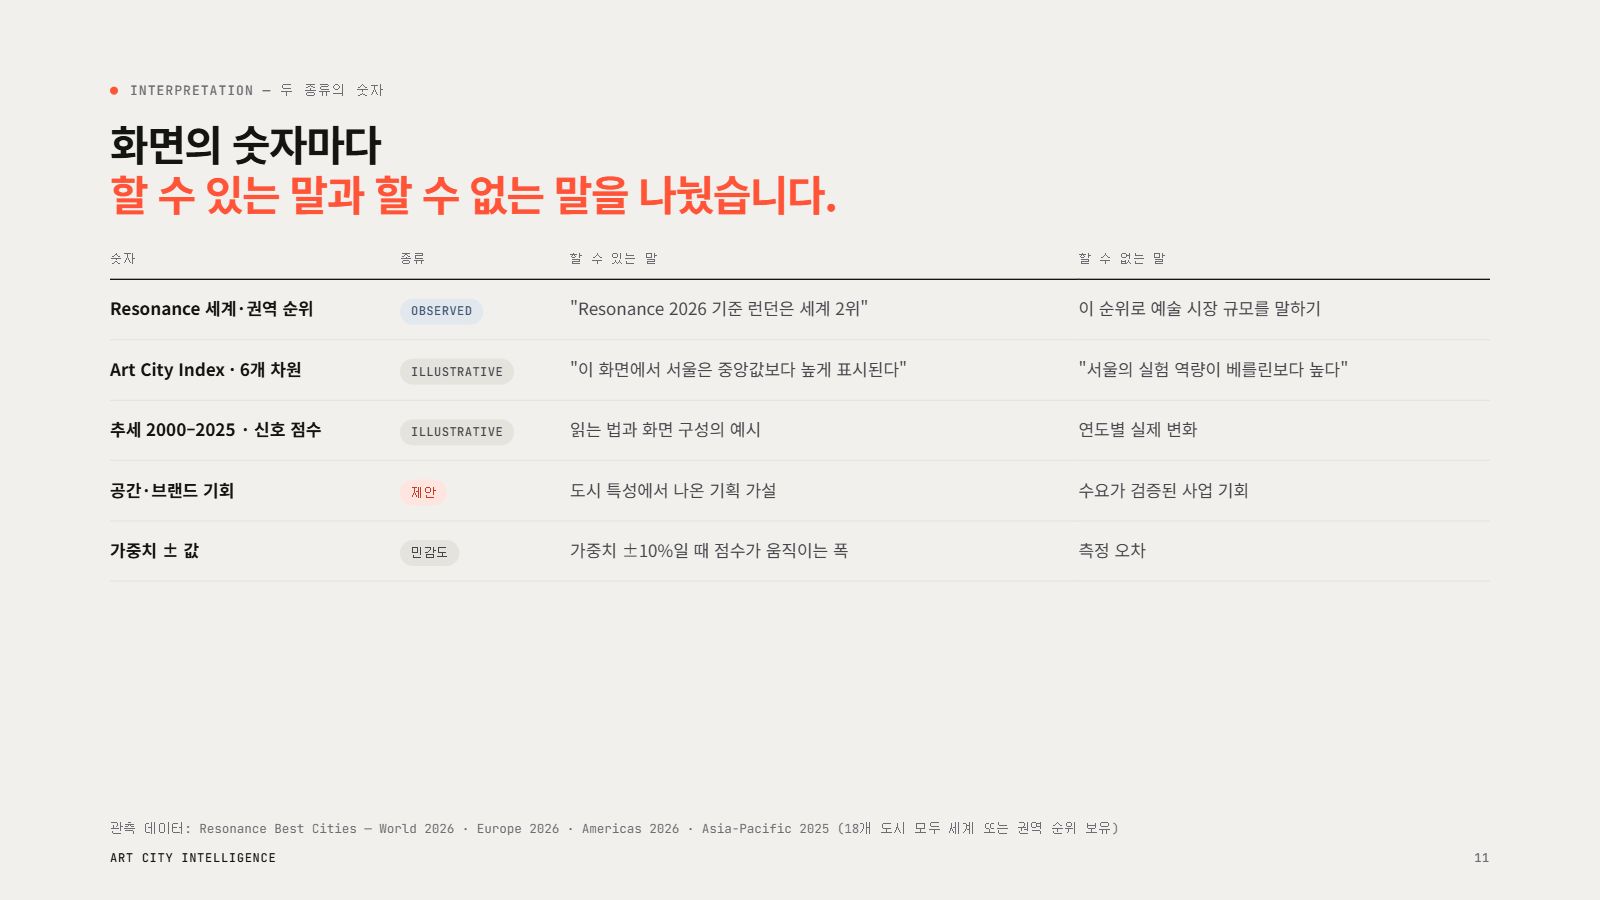 INTERPRETATION — 두 종류의 숫자
화면의 숫자마다
할 수 있는 말과 할 수 없는 말을 나눴습니다.
숫자 종류 할 수 있는 말 할 수 없는 말
Resonance 세계·권역 순위 OBSERVED "Resonance 2026 기준 런던은 세계 2위" 이 순위로 예술 시장 규모를 말하기
Art City Index · 6개 차원 ILLUSTRATIVE "이 화면에서 서울은 중앙값보다 높게 표시된다" "서울의 실험 역량이 베를린보다 높다"
추세 2000–2025 · 신호 점수 ILLUSTRATIVE 읽는 법과 화면 구성의 예시 연도별 실제 변화
공간·브랜드 기회 제안 도시 특성에서 나온 기획 가설 수요가 검증된 사업 기회
가중치 ± 값 민감도 가중치 ±10%일 때 점수가 움직이는 폭 측정 오차
관측 데이터: Resonance Best Cities — World 2026 · Europe 2026 · Americas 2026 · Asia-Pacific 2025 (18개 도시 모두 세계 또는 권역 순위 보유)
ART CITY INTELLIGENCE 11